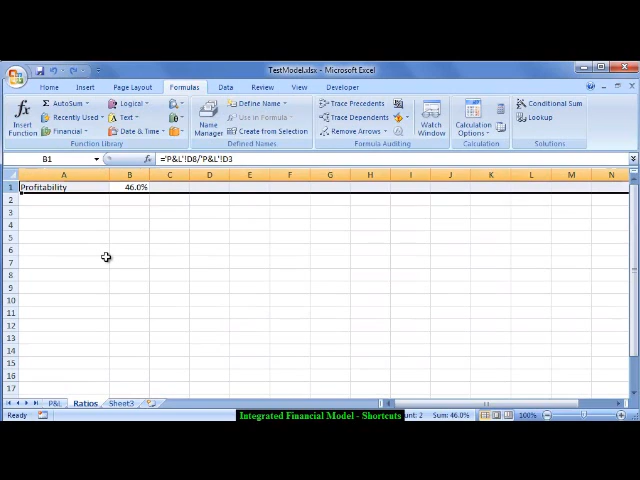 TestModel.xlsx - Microsoft Excel
Home Insert Page Layout Formulas Data Review View Developer
fx Insert Function
AutoSum Recently Used Financial
Logical Text Date & Time
Function Library
Name Manager
Define Name Use in Formula Create from Selection
Trace Precedents Trace Dependents Remove Arrows
Formula Auditing
Watch Window
Calculation Options
Calculation
Conditional Sum Lookup
Solutions
B1 fx ='P&L'!D8/'P&L'!D3
A B C D E F G H I J K L M N
1 Profitability 46.0%
2
3
4
5
6
7
8
9
10
11
12
13
14
15
16
17
P&L Ratios Sheet3
Ready Integrated Financial Model - Shortcuts Sum: 46.0% 100%